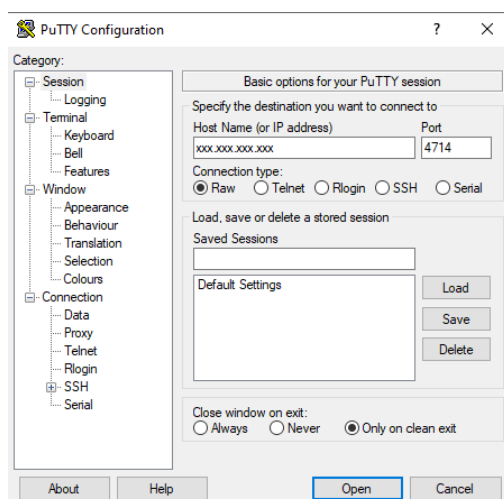 PuTTY Configuration
? 
Category:
Session
Logging
Terminal
Keyboard
Bell
Features
Window
Appearance
Behaviour
Translation
Selection
Colours
Connection
Data
Proxy
Telnet
Rlogin
SSH
Serial
Basic options for your PuTTY session
Specify the destination you want to connect to
Host Name (or IP address) Port
xxx.xxx.xxx.xxx 4714
Connection type:
Raw Telnet Rlogin SSH Serial
Load, save or delete a stored session
Saved Sessions
Default Settings Load
Save
Delete
Close window on exit:
Always Never Only on clean exit
About Help Open Cancel